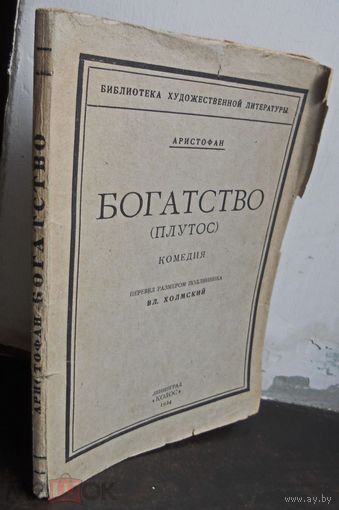 БИБЛИОТЕКА ХУДОЖЕСТВЕННОЙ ЛИТЕРАТУРЫ
АРИСТОФАН
БОГАТСТВО
(ПЛУТОС)
КОМЕДИЯ
ПЕРЕВЕЛ РАЗМЕРОМ ПОДЛИННИКА
ВЛ. ХОЛМСКИЙ
ЛЕНИНГРАД
«КОЛОС»
1924
АРИСТОФАН БОГАТСТВО
www.ay.by